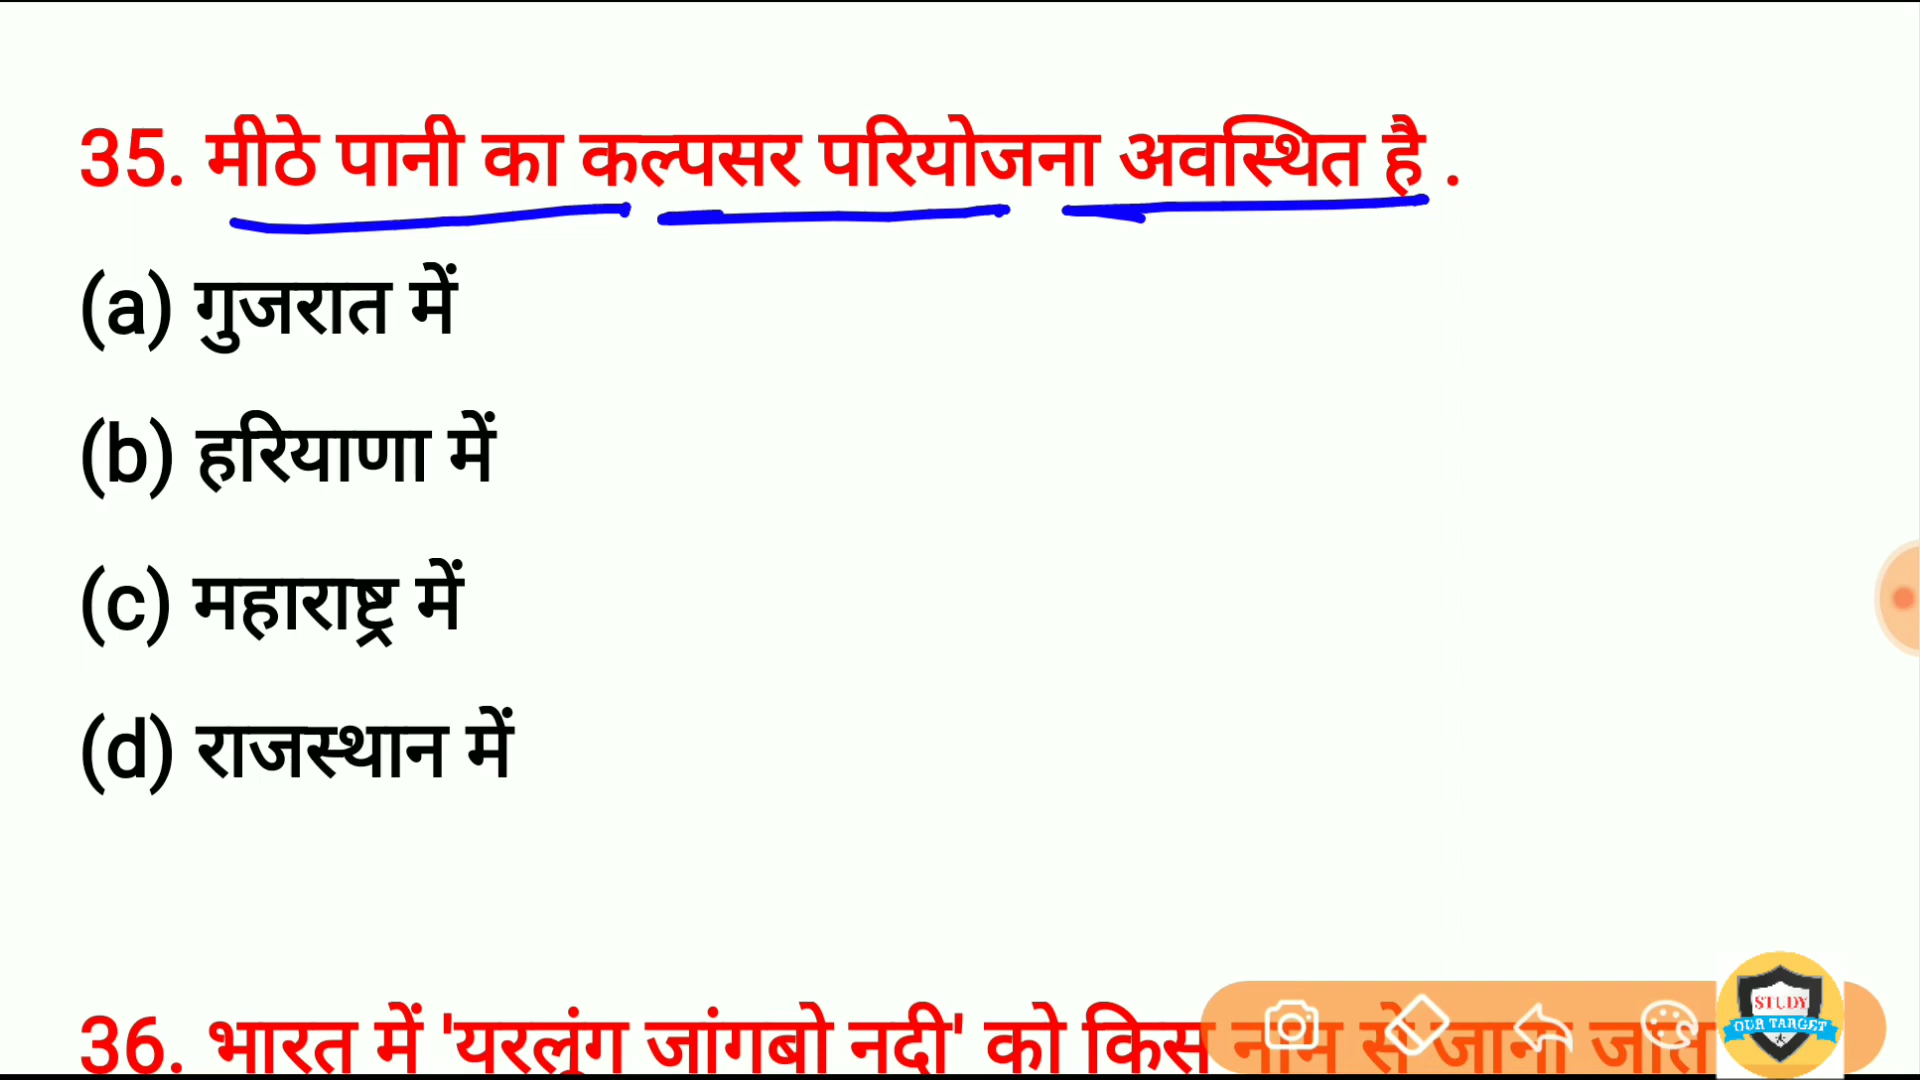 35. मीठे पानी का कल्पसर परियोजना अवस्थित है .
(a) गुजरात में
(b) हरियाणा में
(c) महाराष्ट्र में
(d) राजस्थान में
36. भारत में 'यरलुंग जांगबो नदी' को किस नाम से जाना
STUDY
OUR TARGET